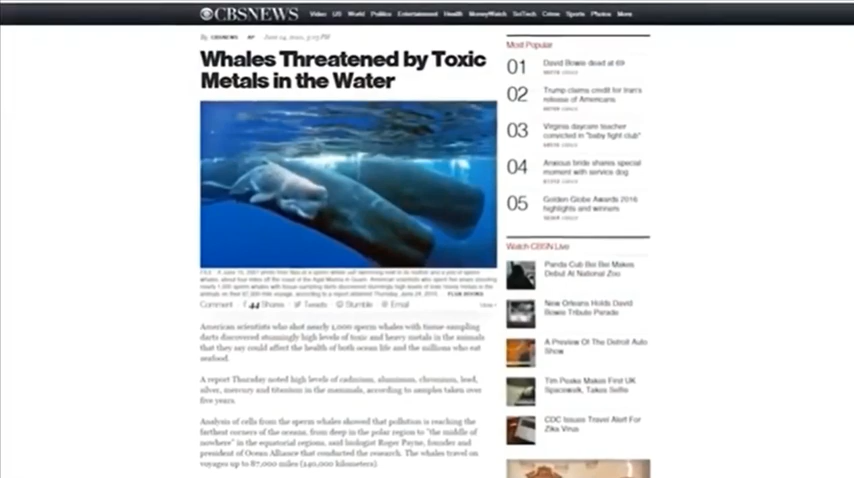 CBSNEWS
Video US World Politics Entertainment Health MoneyWatch SciTech Crime Sports Photos More
By CBSNEWS AP June 24, 2010, 3:03 PM
Whales Threatened by Toxic
Metals in the Water
Comment Shares Tweets Stumble Email More
American scientists who shot nearly 1,000 sperm whales with tissue-sampling
darts discovered stunningly high levels of toxic and heavy metals in the animals
that they say could affect the health of both ocean life and the millions who eat
seafood.
A report Thursday noted high levels of cadmium, aluminum, chromium, lead,
silver, mercury and titanium in the mammals, according to samples taken over
five years.
Analysis of cells from the sperm whales showed that pollution is reaching the
farthest corners of the oceans, from deep in the polar region to "the middle of
nowhere" in the equatorial regions, said biologist Roger Payne, founder and
president of Ocean Alliance that conducted the research. The whales travel on
voyages up to 87,000 miles (140,000 kilometers)
Most Popular
01 David Bowie dead at 69
02 Trump claims credit for Iran's
release of Americans
03 Virginia daycare teacher
convicted in "baby fight club"
04 Anxious bride shares special
moment with service dog
05 Golden Globe Awards 2016
highlights and winners
Watch CBSN Live
Panda Cub Bei Bei Makes
Debut At National Zoo
New Orleans Holds David
Bowie Tribute Parade
A Preview Of The Detroit Auto
Show
Tim Peake Makes First UK
Spacewalk, Takes Selfie
CDC Issues Travel Alert For
Zika Virus